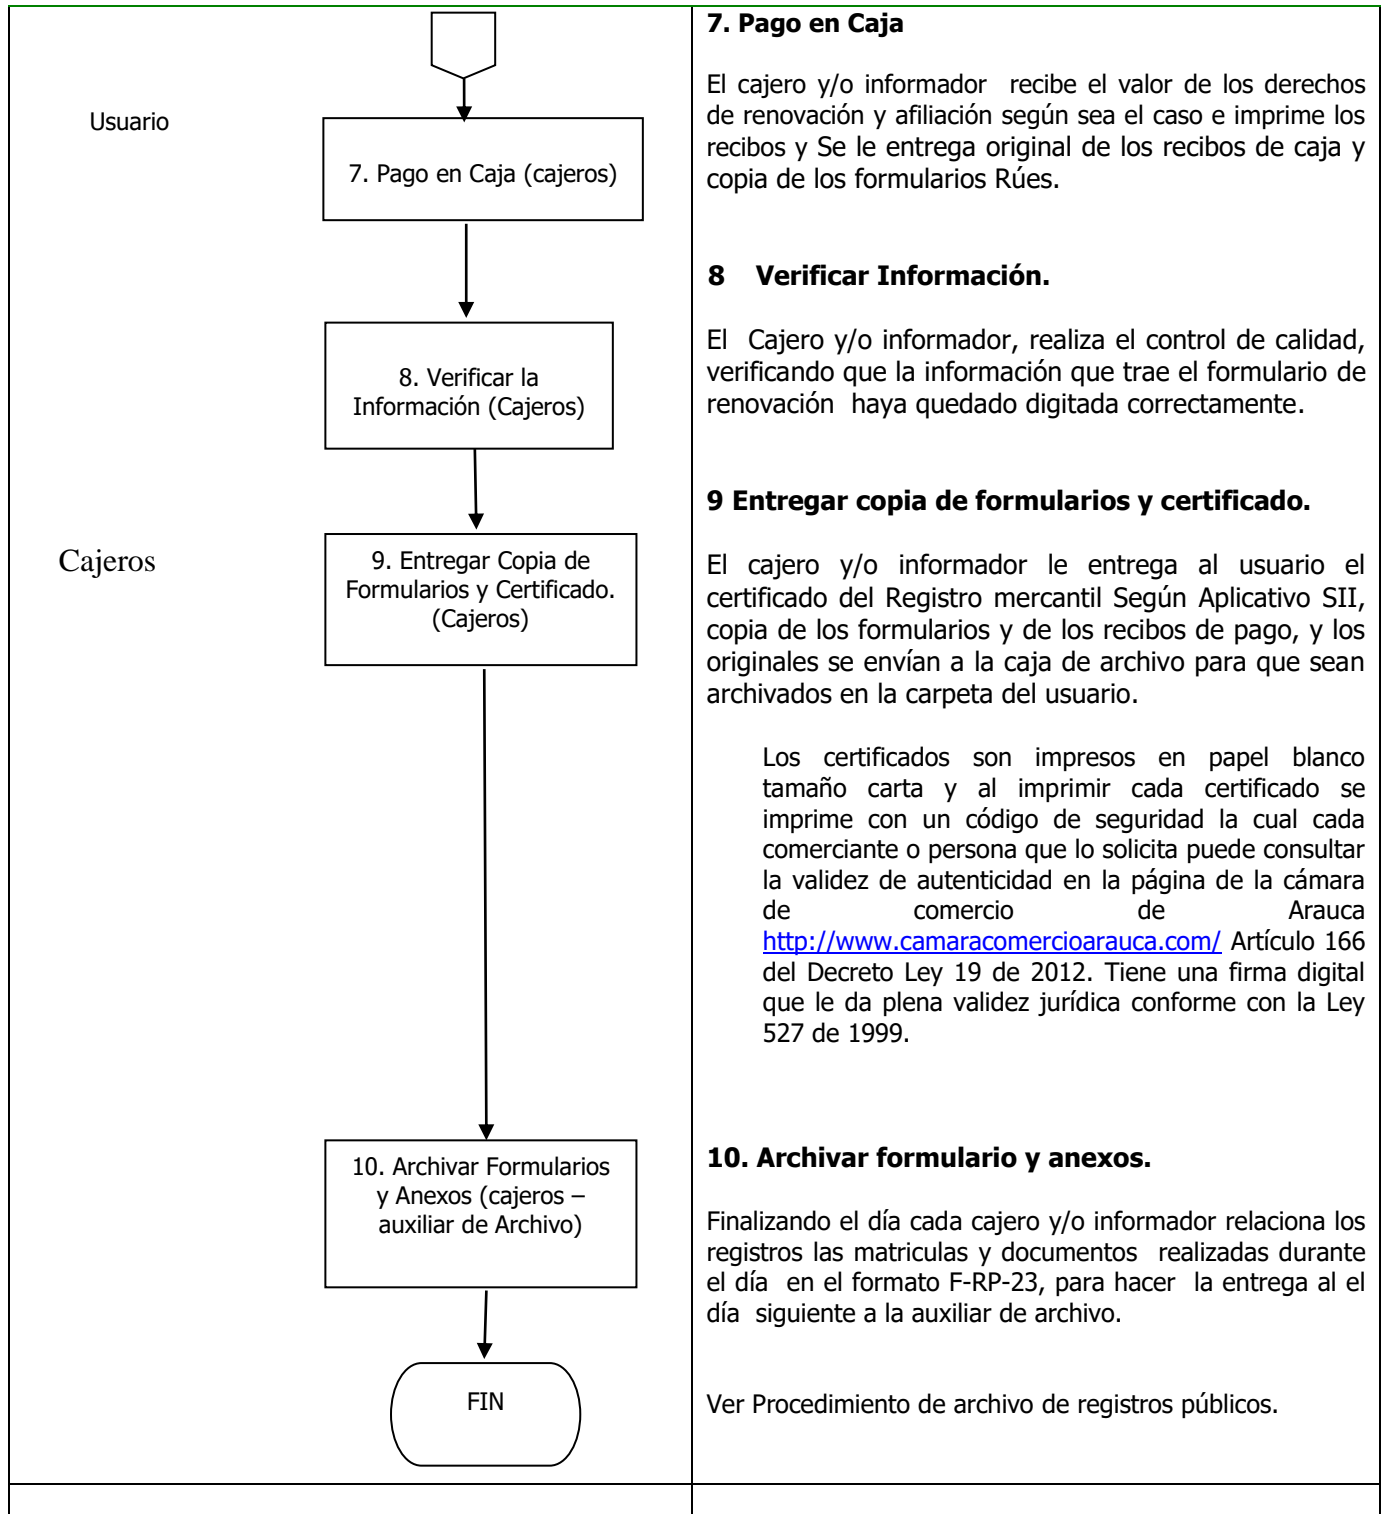 Usuario
7. Pago en Caja (cajeros)
8. Verificar la
Información (Cajeros)
Cajeros
9. Entregar Copia de
Formularios y Certificado.
(Cajeros)
10. Archivar Formularios
y Anexos (cajeros –
auxiliar de Archivo)
FIN
7. Pago en Caja
El cajero y/o informador recibe el valor de los derechos
de renovación y afiliación según sea el caso e imprime los
recibos y Se le entrega original de los recibos de caja y
copia de los formularios Rúes.
8 Verificar Información.
El Cajero y/o informador, realiza el control de calidad,
verificando que la información que trae el formulario de
renovación haya quedado digitada correctamente.
9 Entregar copia de formularios y certificado.
El cajero y/o informador le entrega al usuario el
certificado del Registro mercantil Según Aplicativo SII,
copia de los formularios y de los recibos de pago, y los
originales se envían a la caja de archivo para que sean
archivados en la carpeta del usuario.
Los certificados son impresos en papel blanco
tamaño carta y al imprimir cada certificado se
imprime con un código de seguridad la cual cada
comerciante o persona que lo solicita puede consultar
la validez de autenticidad en la página de la cámara
de comercio de Arauca
http://www.camaracomercioarauca.com/ Artículo 166
del Decreto Ley 19 de 2012. Tiene una firma digital
que le da plena validez jurídica conforme con la Ley
527 de 1999.
10. Archivar formulario y anexos.
Finalizando el día cada cajero y/o informador relaciona los
registros las matriculas y documentos realizadas durante
el día en el formato F-RP-23, para hacer la entrega al el
día siguiente a la auxiliar de archivo.
Ver Procedimiento de archivo de registros públicos.